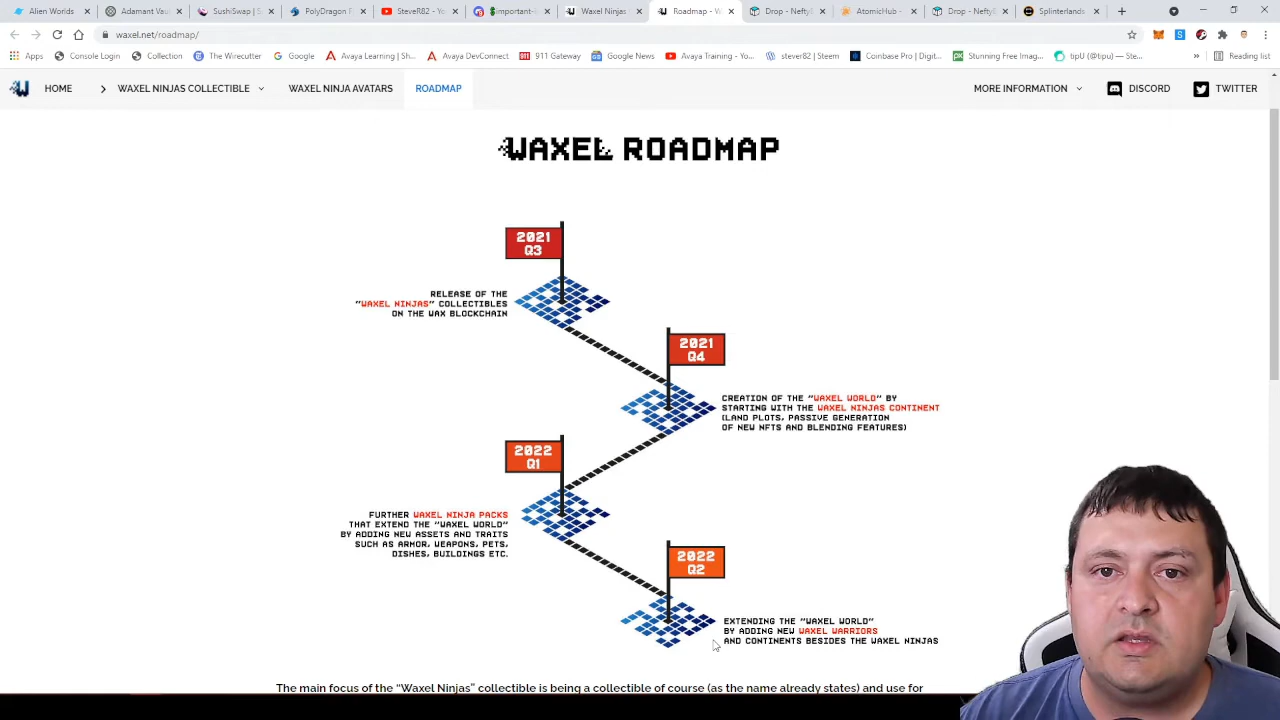 Alien Worlds
Adamant Vau
SushiSwap | S
PolyDragon F
SteveR82 - Yo
important-i
Waxel Ninjas
Roadmap - W
Drop - NeftyB
AtomicHub -
Drop - NeftyB
Splinterlands
waxel.net/roadmap/
Apps
Console Login
Collection
The Wirecutter
Google
Avaya Learning | Sh...
Avaya DevConnect
911 Gateway
Google News
Avaya Training - Yo...
stever82 | Steem
Coinbase Pro | Digit...
Stunning Free Imag...
tipU (@tipu) — Ste...
»
Reading list
HOME
WAXEL NINJAS COLLECTIBLE
WAXEL NINJA AVATARS
ROADMAP
MORE INFORMATION
DISCORD
TWITTER
WAXEL ROADMAP
2021
Q3
RELEASE OF THE
"WAXEL NINJAS" COLLECTIBLES
ON THE WAX BLOCKCHAIN
2021
Q4
CREATION OF THE "WAXEL WORLD" BY
STARTING WITH THE WAXEL NINJAS CONTINENT
(LAND PLOTS, PASSIVE GENERATION
OF NEW NFTS AND BLENDING FEATURES)
2022
Q1
FURTHER WAXEL NINJA PACKS
THAT EXTEND THE "WAXEL WORLD"
BY ADDING NEW ASSETS AND TRAITS
SUCH AS ARMOR, WEAPONS, PETS,
DISHES, BUILDINGS ETC.
2022
Q2
EXTENDING THE "WAXEL WORLD"
BY ADDING NEW WAXEL WARRIORS
AND CONTINENTS BESIDES THE WAXEL NINJAS
The main focus of the “Waxel Ninjas” collectible is being a collectible of course (as the name already states) and use for